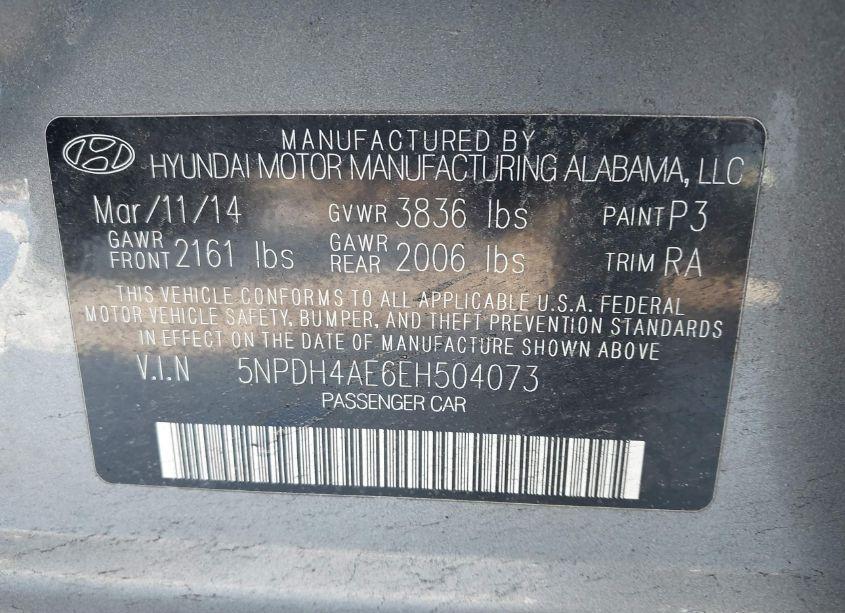 MANUFACTURED BY
HYUNDAI MOTOR MANUFACTURING ALABAMA, LLC
Mar/11/14 GVWR 3836 lbs PAINT P3
GAWR FRONT 2161 lbs GAWR REAR 2006 lbs TRIM RA
THIS VEHICLE CONFORMS TO ALL APPLICABLE U.S.A. FEDERAL
MOTOR VEHICLE SAFETY, BUMPER, AND THEFT PREVENTION STANDARDS
IN EFFECT ON THE DATE OF MANUFACTURE SHOWN ABOVE
V.I.N 5NPDH4AE6EH504073
PASSENGER CAR